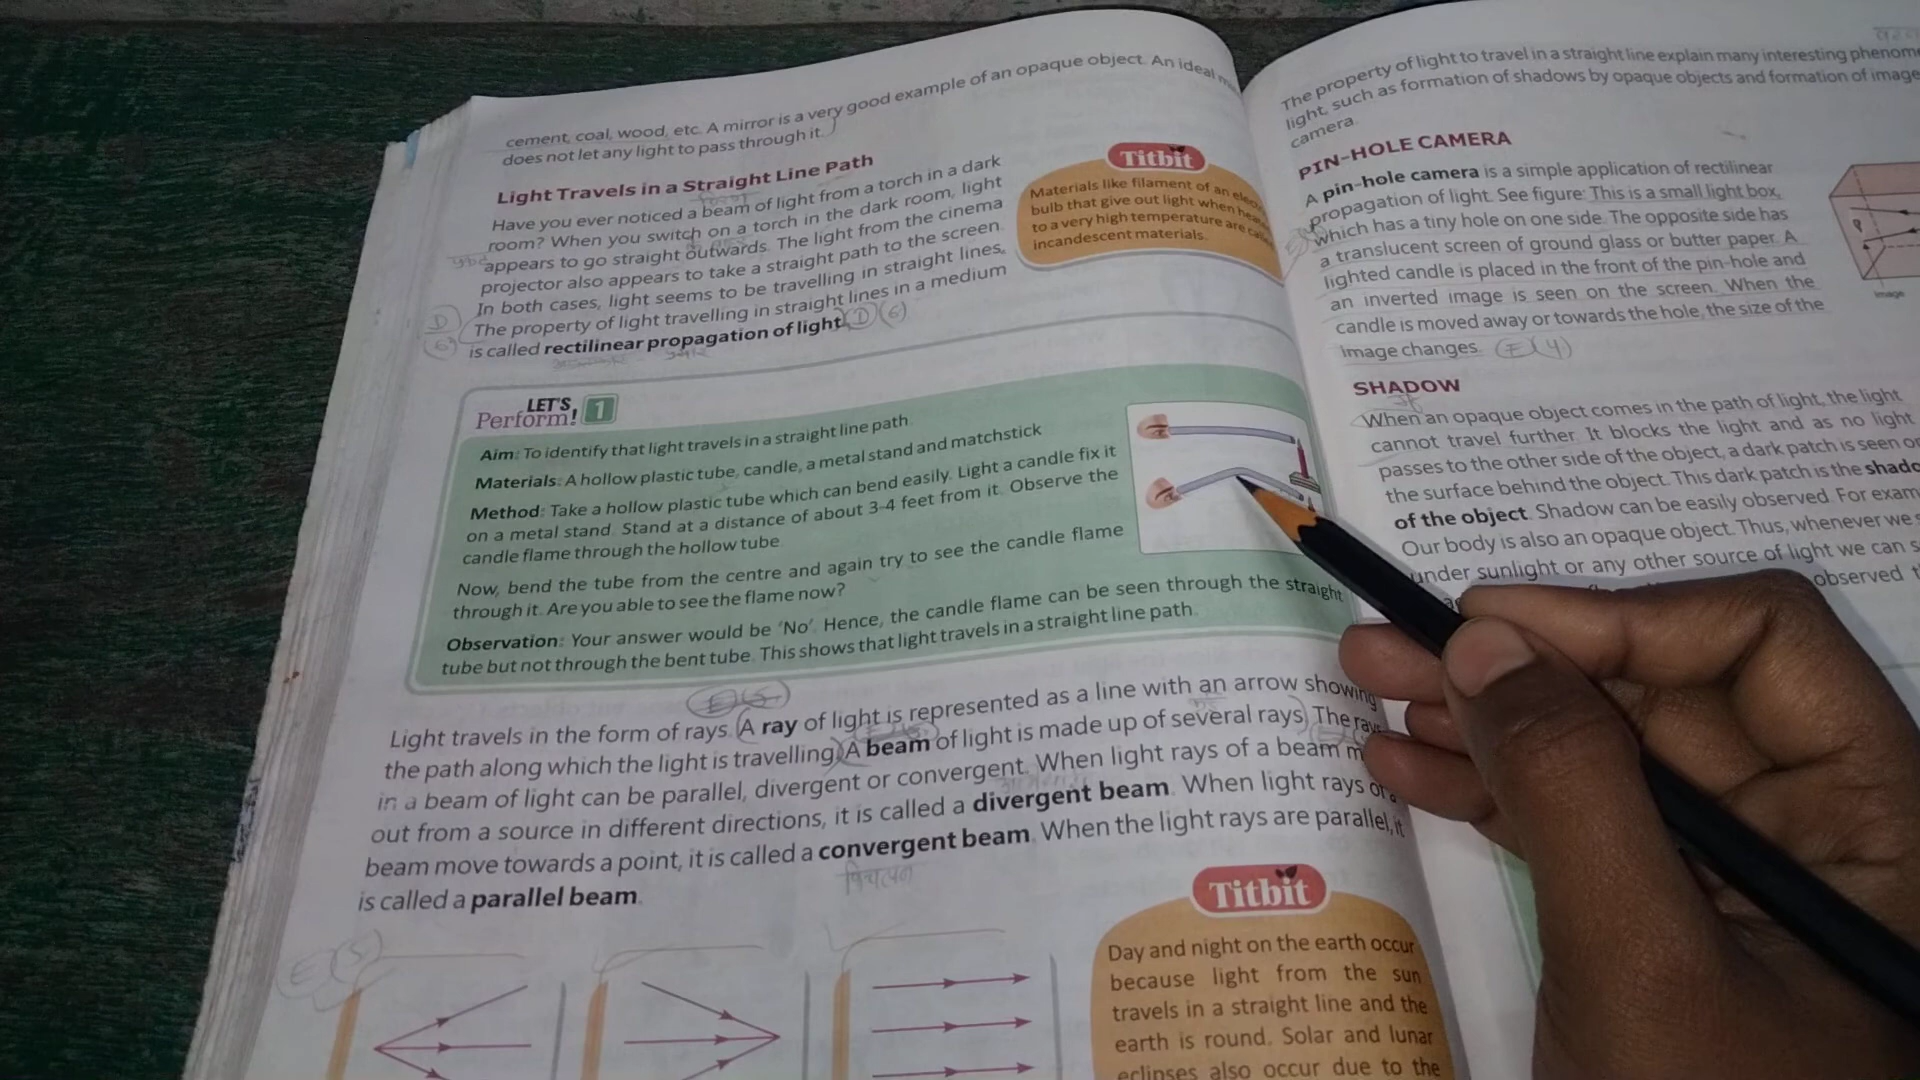 cement, coal, wood, etc. A mirror is a very good example of an opaque object. An ideal
does not let any light to pass through it.
Light Travels in a Straight Line Path
Have you ever noticed a beam of light from a torch in a dark
room? When you switch on a torch in the dark room, light
appears to go straight outwards. The light from the cinema
projector also appears to take a straight path to the screen.
In both cases, light seems to be travelling in straight lines.
The property of light travelling in straight lines in a medium
is called rectilinear propagation of light. D 6
D
6
Titbit
Materials like filament of an
bulb that give out light when
to a very high temperature are
incandescent materials.
LET'S
Perform! 1
Aim: To identify that light travels in a straight line path.
Materials: A hollow plastic tube, candle, a metal stand and matchstick
Method: Take a hollow plastic tube which can bend easily. Light a candle fix it
on a metal stand. Stand at a distance of about 3-4 feet from it. Observe the
candle flame through the hollow tube.
Now, bend the tube from the centre and again try to see the candle flame
through it. Are you able to see the flame now?
Observation: Your answer would be 'No'. Hence, the candle flame can be seen through the straight
tube but not through the bent tube. This shows that light travels in a straight line path.
Light travels in the form of rays. A ray of light is represented as a line with an arrow showing
the path along which the light is travelling. A beam of light is made up of several rays. The
in a beam of light can be parallel, divergent or convergent. When light rays of a beam
out from a source in different directions, it is called a divergent beam. When light rays
beam move towards a point, it is called a convergent beam. When the light rays are parallel, it
is called a parallel beam.
Titbit
Day and night on the earth occur
because light from the sun
travels in a straight line and the
earth is round. Solar and lunar
eclipses also occur due to the
The property of light to travel in a straight line explain many interesting
light, such as formation of shadows by opaque objects and formation of
camera.
PIN-HOLE CAMERA
A pin-hole camera is a simple application of rectilinear
propagation of light. See figure: This is a small light box,
which has a tiny hole on one side. The opposite side has
a translucent screen of ground glass or butter paper. A
lighted candle is placed in the front of the pin-hole and
an inverted image is seen on the screen. When the
candle is moved away or towards the hole, the size of the
image changes. E 4
Image
SHADOW
When an opaque object comes in the path of light, the light
cannot travel further. It blocks the light and as no light
passes to the other side of the object, a dark patch is seen
the surface behind the object. This dark patch is the
of the object. Shadow can be easily observed. For
Our body is also an opaque object. Thus, whenever we
under sunlight or any other source of light we can
observed